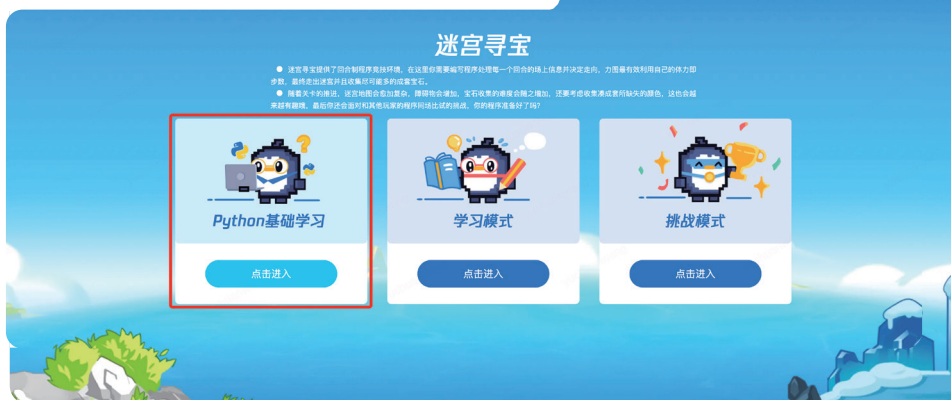 迷宫寻宝
● 迷宫寻宝提供了回合制程序竞技环境，在这里你需要编写程序处理每一个回合的场上信息并决定走向，力图最有效利用自己的体力即
步数，最终走出迷宫并且收集尽可能多的成套宝石。
● 随着关卡的推进，迷宫地图会愈加复杂，障碍物会增加，宝石收集的难度会随之增加，还要考虑收集凑成套所缺失的颜色，这也会越
来越有趣哦，最后你还会面对和其他玩家的程序同场比试的挑战，你的程序准备好了吗？
Python基础学习
学习模式
挑战模式
点击进入
点击进入
点击进入